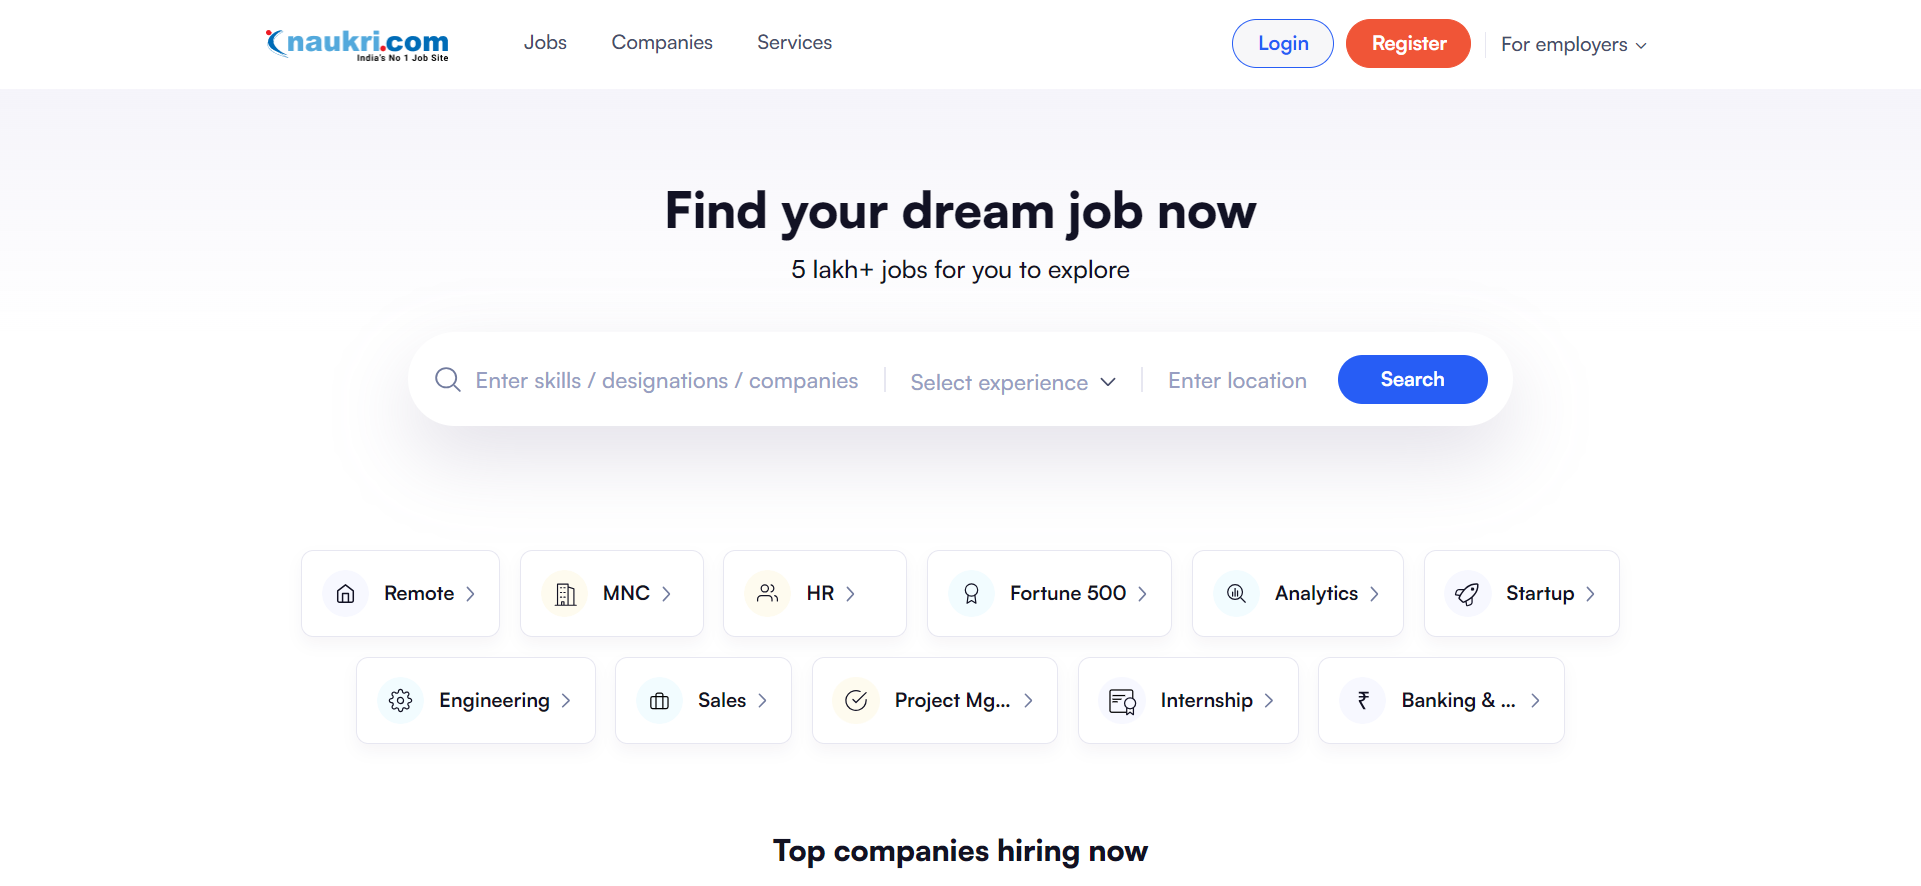 naukri.com
India's No 1 Job Site
Jobs Companies Services Login Register For employers
Find your dream job now
5 lakh+ jobs for you to explore
Enter skills / designations / companies Select experience Enter location Search
Remote MNC HR Fortune 500 Analytics Startup
Engineering Sales Project Mg... Internship ₹ Banking & ...
Top companies hiring now